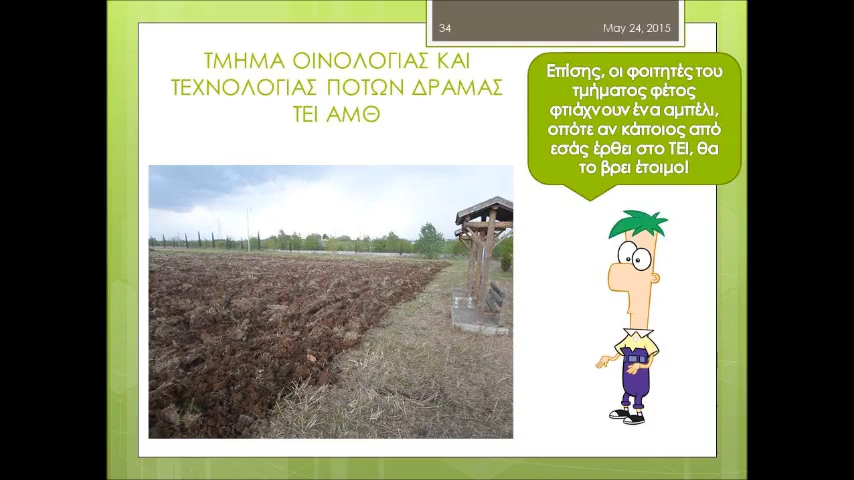 34
May 24, 2015
ΤΜΗΜΑ ΟΙΝΟΛΟΓΙΑΣ ΚΑΙ
ΤΕΧΝΟΛΟΓΙΑΣ ΠΟΤΩΝ ΔΡΑΜΑΣ
ΤΕΙ ΑΜΘ
Επίσης, οι φοιτητές του
τμήματος φέτος
φτιάχνουν ένα αμπέλι,
οπότε αν κάποιος από
εσάς έρθει στο ΤΕΙ, θα
το βρει έτοιμο!